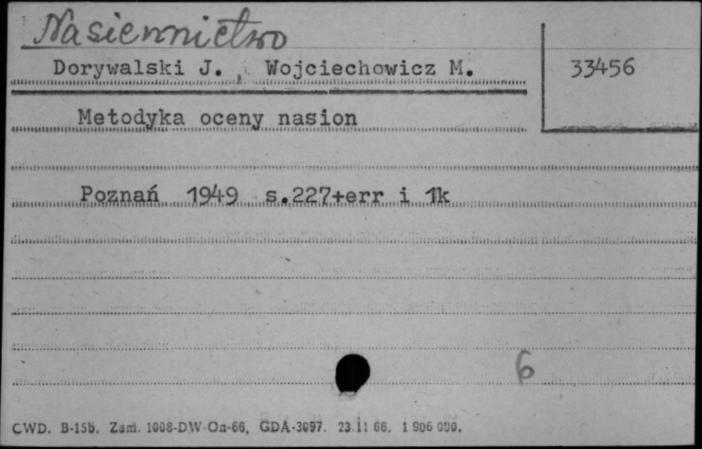 Nasiennictwo
Dorywalski J. , Wojciechowicz M. 33456
Metodyka oceny nasion
Poznań 1949 s.227+err i 1k
6
CWD. B-15b. Zam. 1008-DW-On-66, GDA-3097. 23.11 66. 1 906 000.